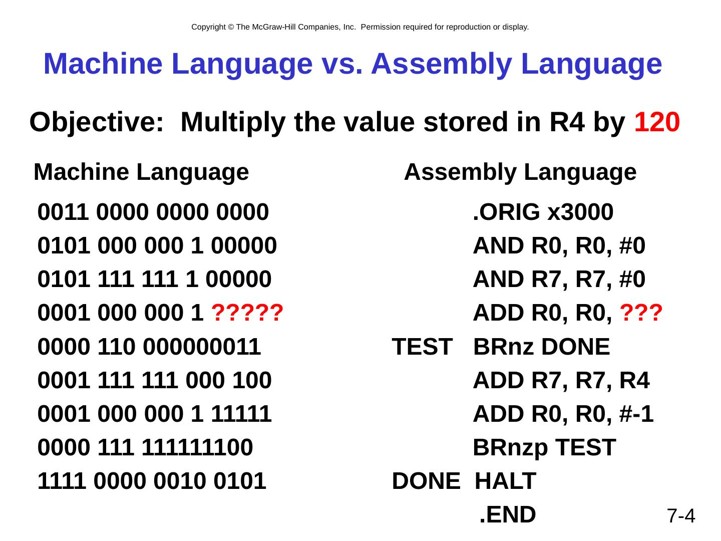 Copyright © The McGraw-Hill Companies, Inc.  Permission required for reproduction or display.
Machine Language vs. Assembly Language
Objective:  Multiply the value stored in R4 by 120
Machine Language
0011 0000 0000 0000
0101 000 000 1 00000
0101 111 111 1 00000
0001 000 000 1 ?????
0000 110 000000011
0001 111 111 000 100
0001 000 000 1 11111
0000 111 111111100
1111 0000 0010 0101
Assembly Language
.ORIG x3000
AND R0, R0, #0
AND R7, R7, #0
ADD R0, R0, ???
TEST BRnz DONE
ADD R7, R7, R4
ADD R0, R0, #-1
BRnzp TEST
DONE HALT
.END
7-4